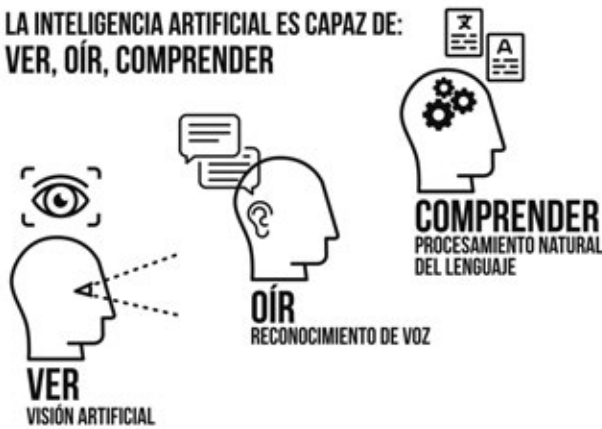 LA INTELIGENCIA ARTIFICIAL ES CAPAZ DE:
VER, OÍR, COMPRENDER
文
A
COMPRENDER
PROCESAMIENTO NATURAL
DEL LENGUAJE
OÍR
RECONOCIMIENTO DE VOZ
VER
VISIÓN ARTIFICIAL